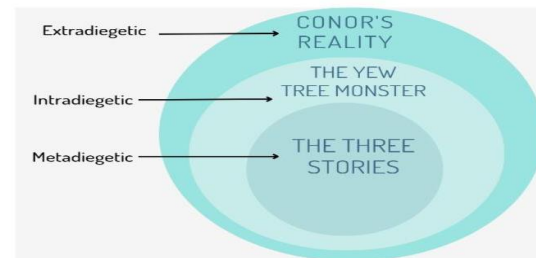 Extradiegetic
CONOR'S
REALITY
Intradiegetic
THE YEW
TREE MONSTER
Metadiegetic
THE THREE
STORIES